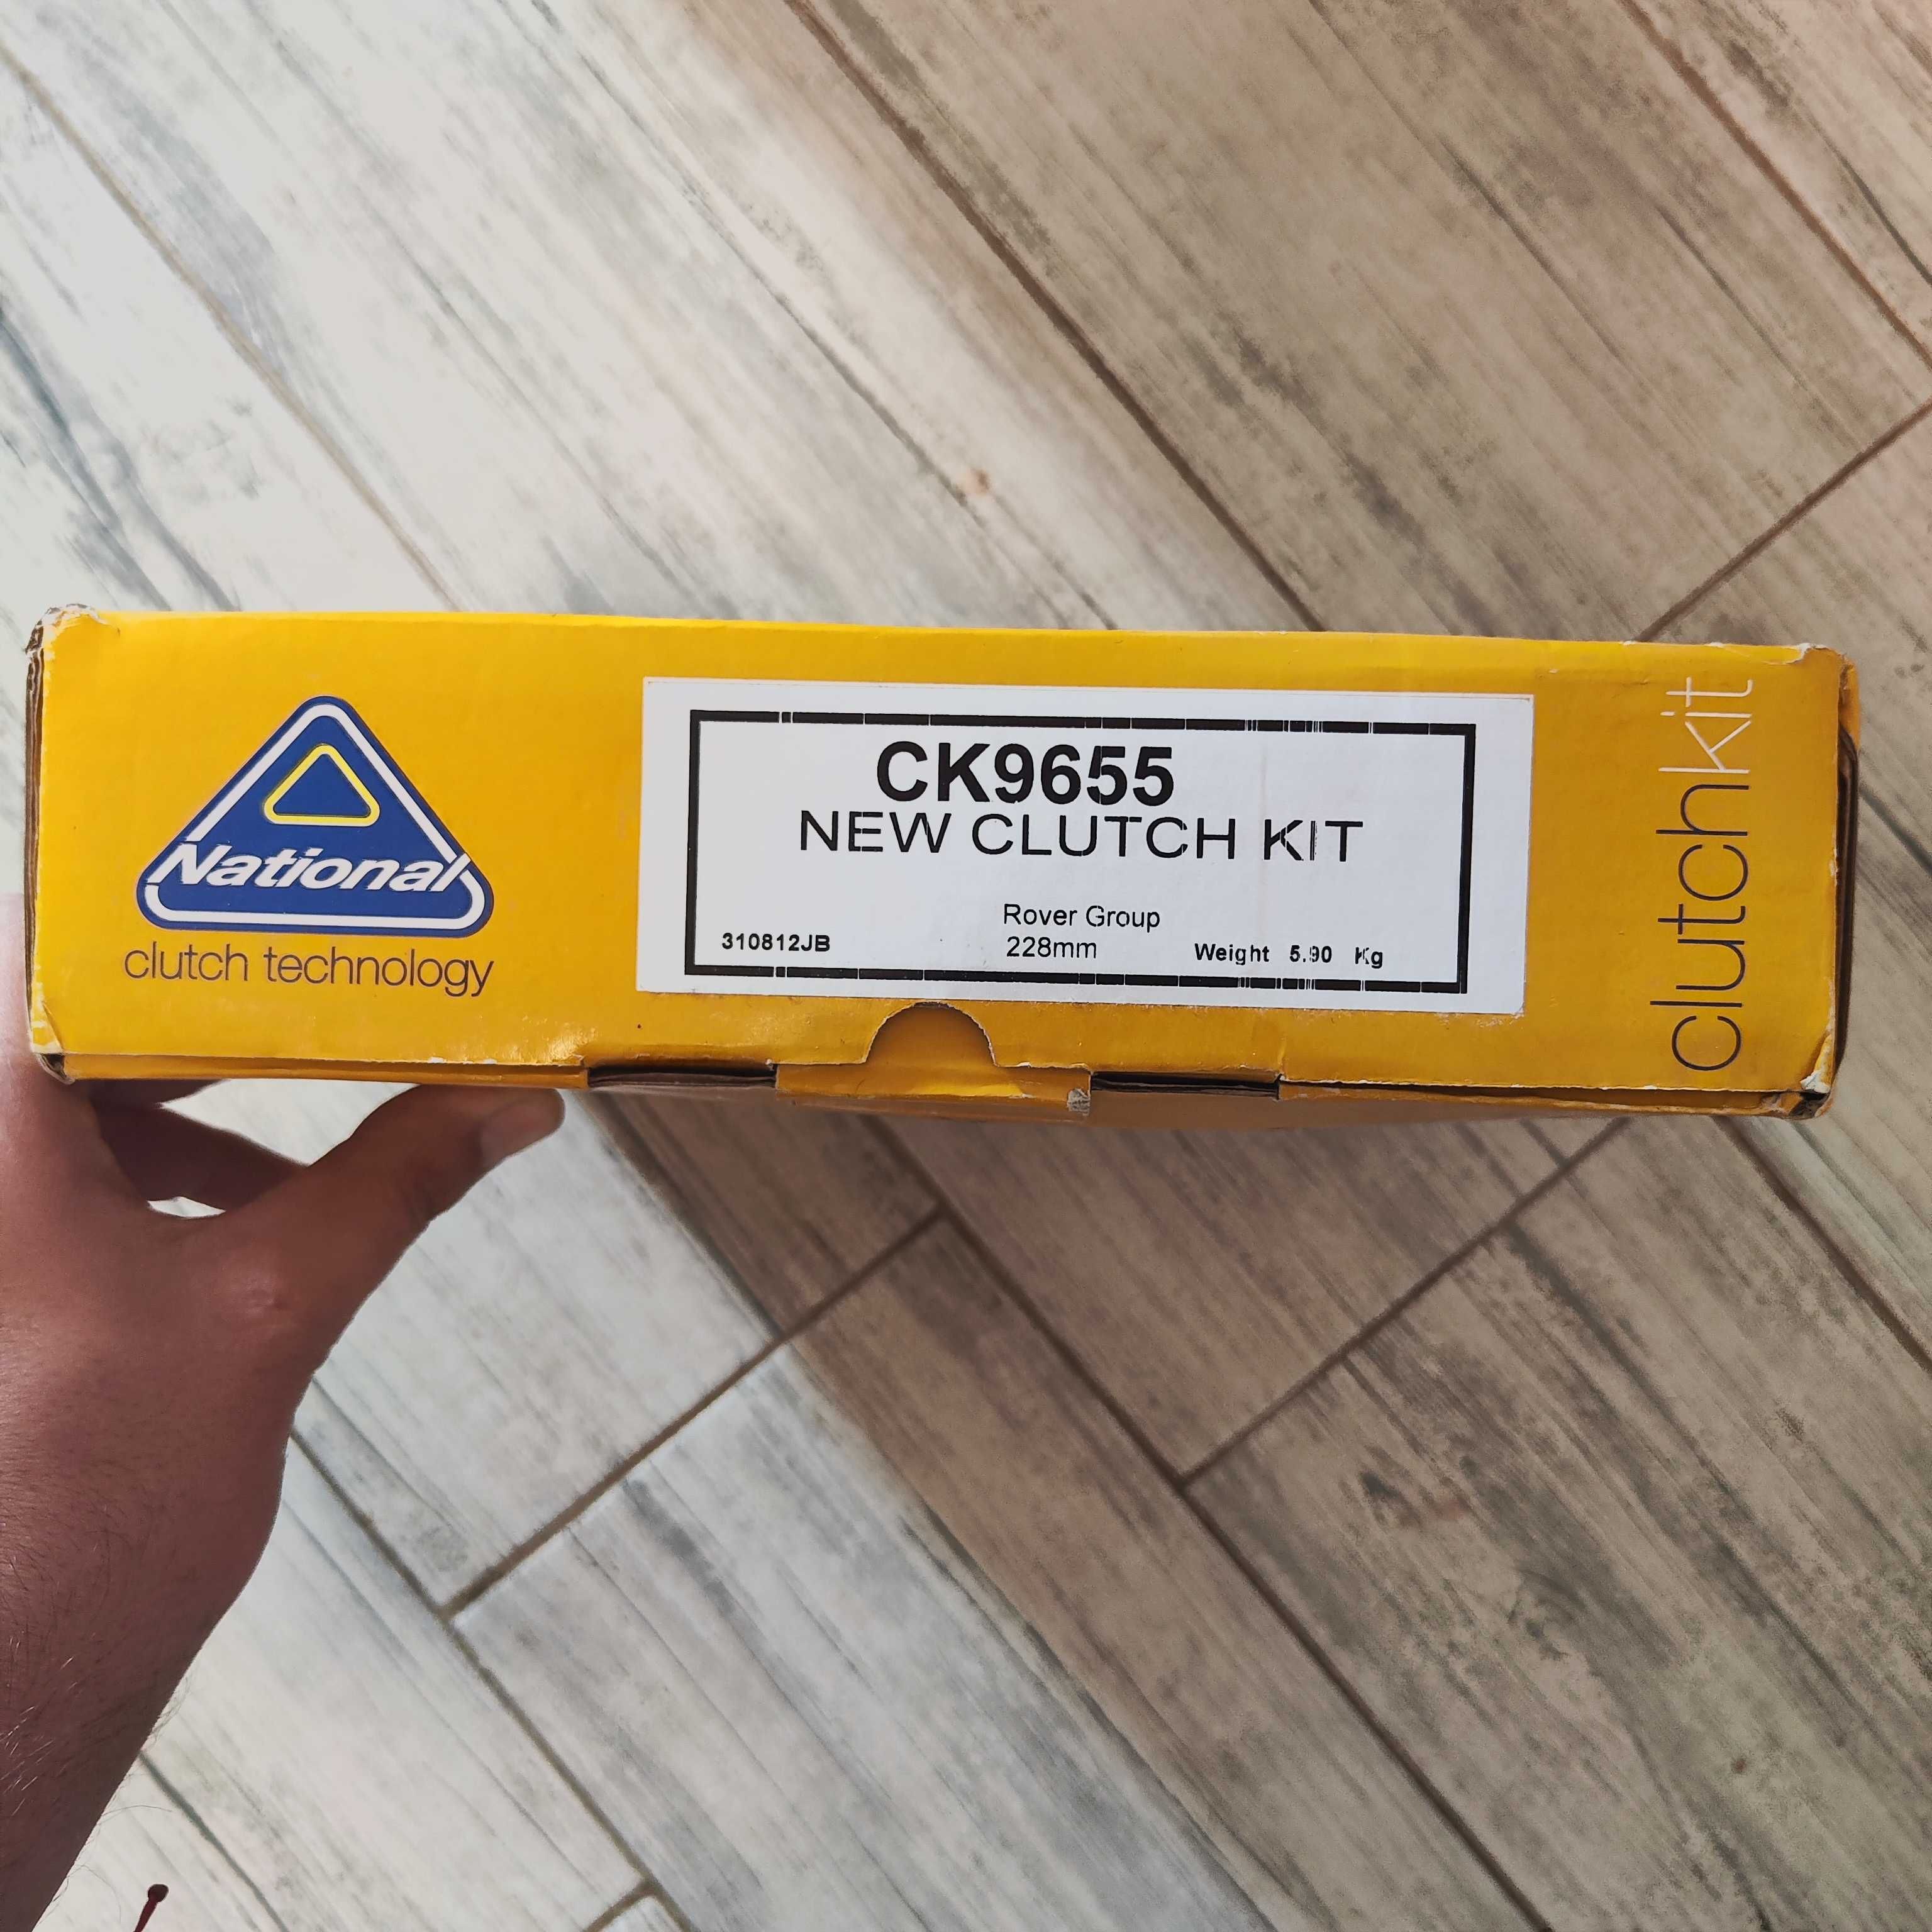 National
clutch technology
CK9655
NEW CLUTCH KIT
Rover Group
310812JB
228mm
Weight 5.90 Kg
clutchkit